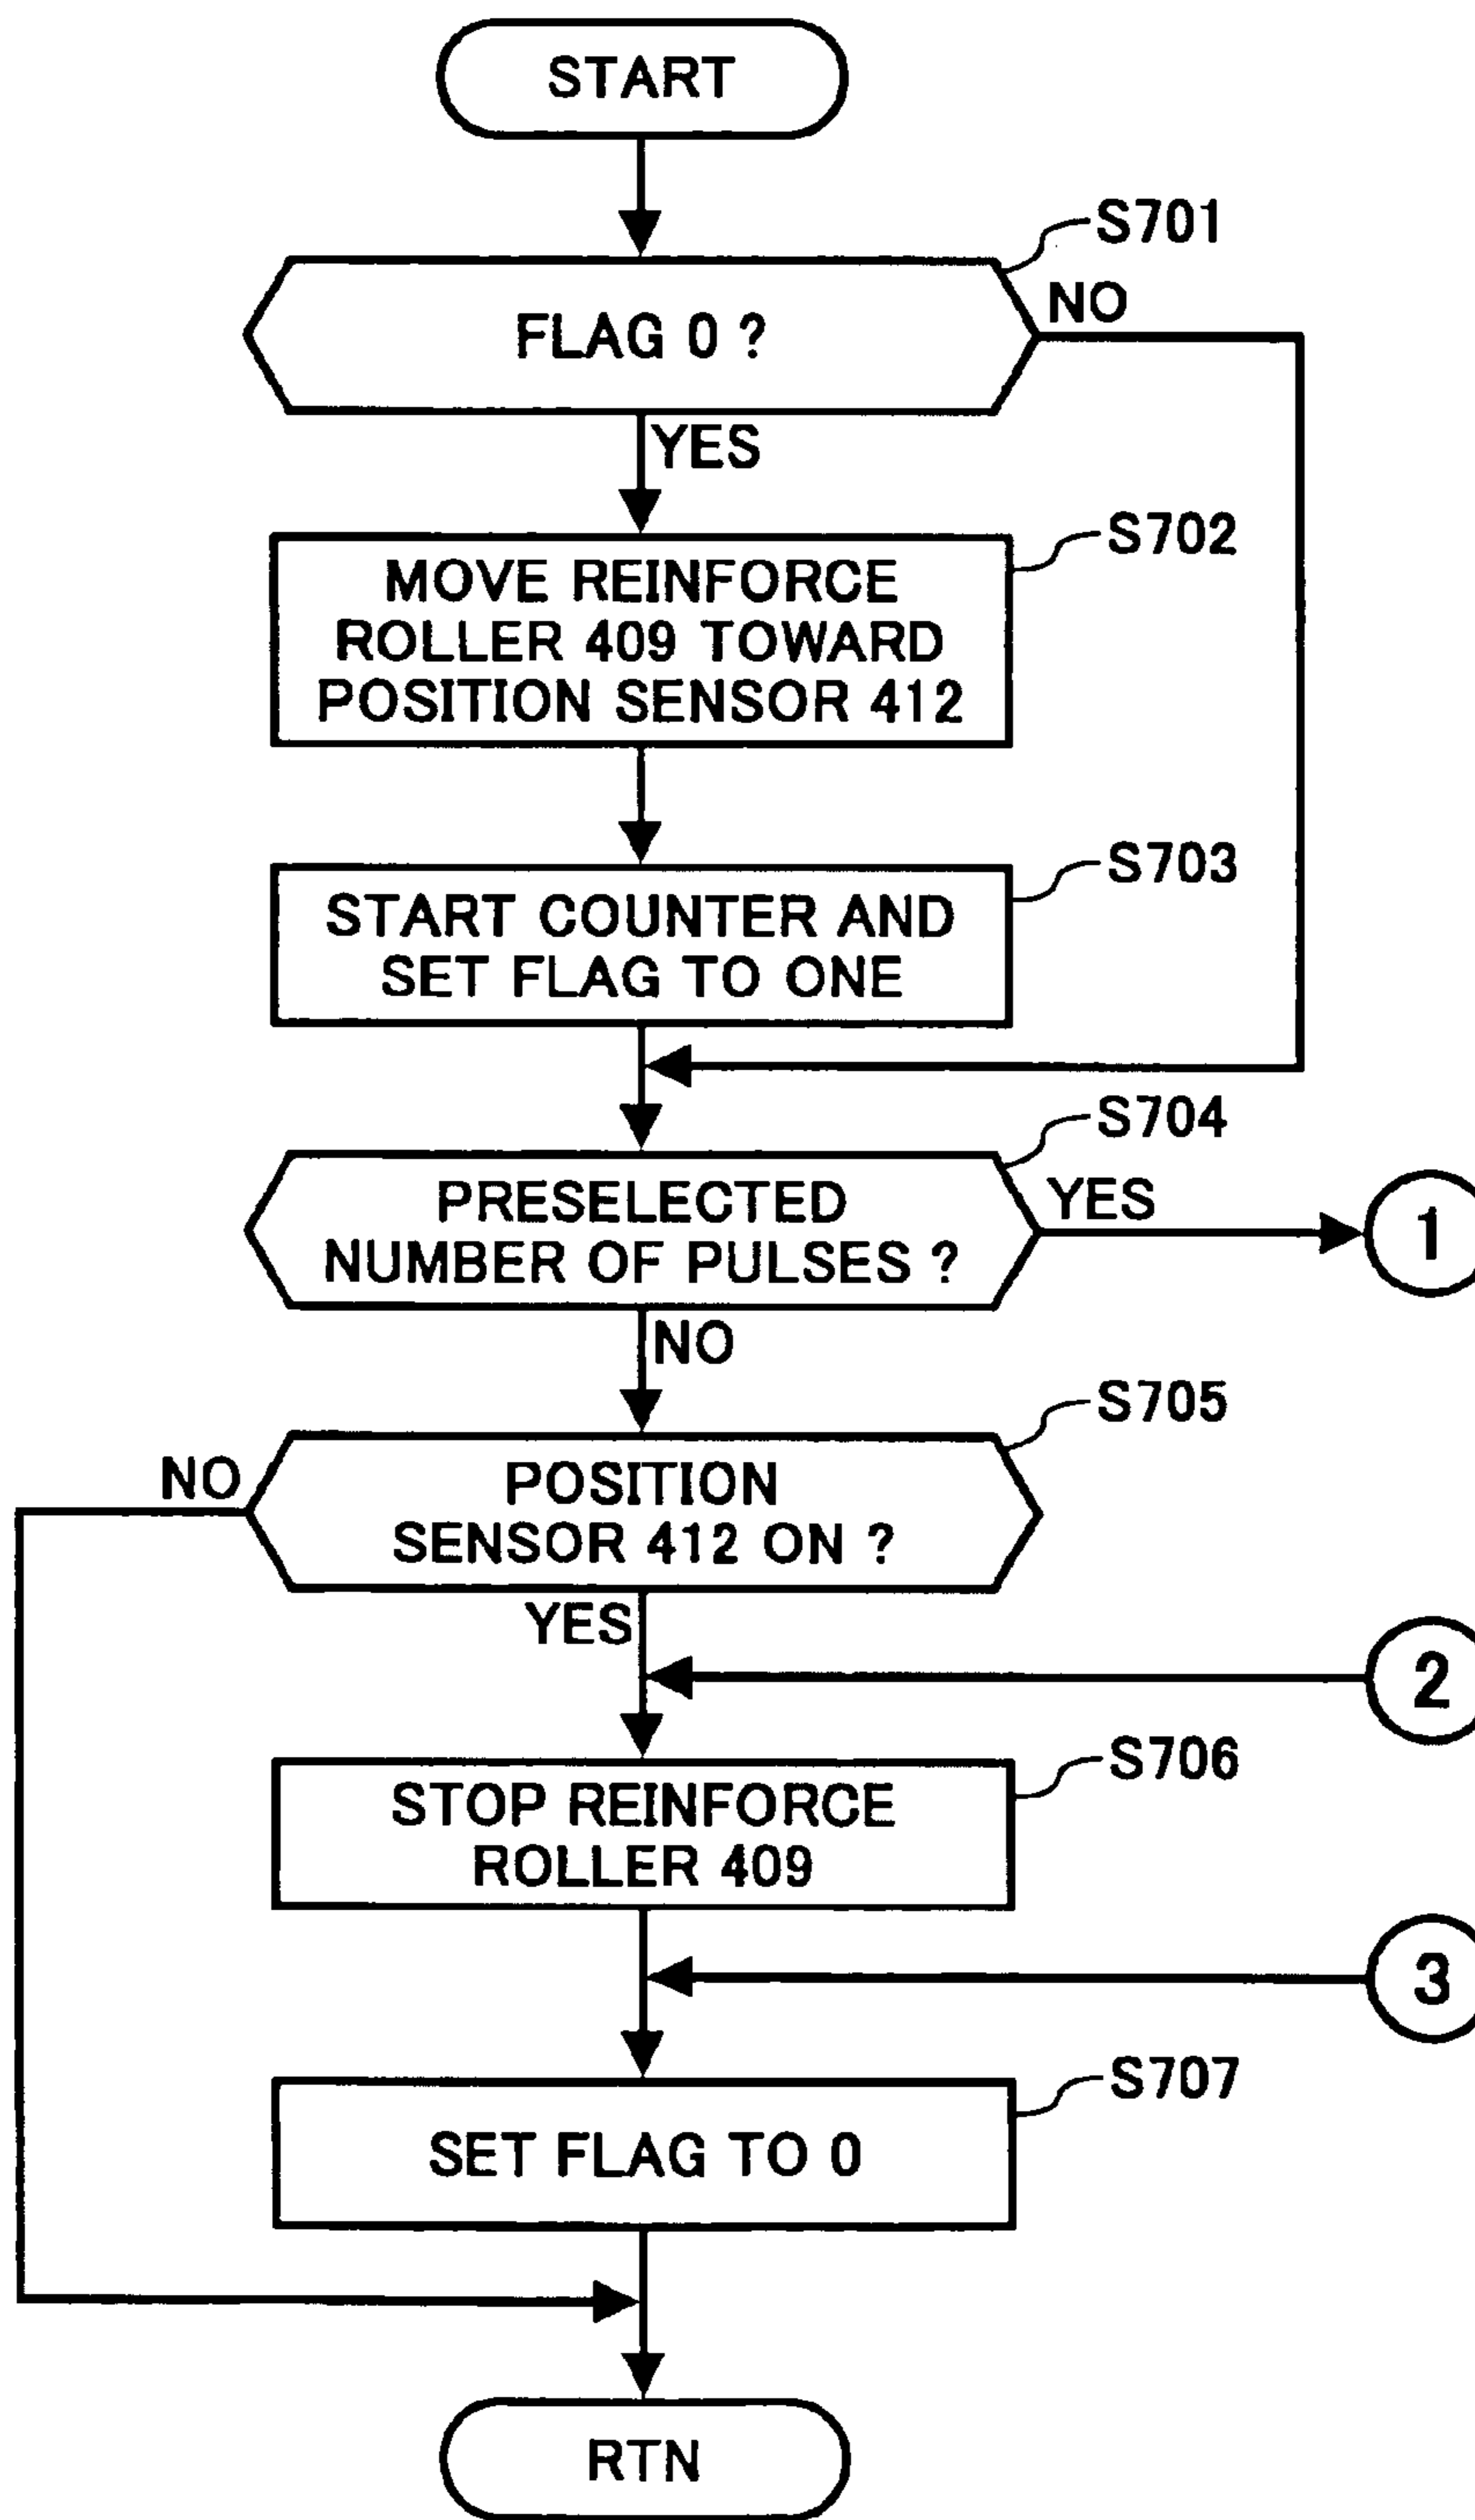 START
S701
FLAG 0 ?
NO
YES
S702
MOVE REINFORCE
ROLLER 409 TOWARD
POSITION SENSOR 412
S703
START COUNTER AND
SET FLAG TO ONE
S704
PRESELECTED
NUMBER OF PULSES ?
YES
1
NO
S705
NO
POSITION
SENSOR 412 ON ?
YES
2
S706
STOP REINFORCE
ROLLER 409
3
S707
SET FLAG TO 0
RTN